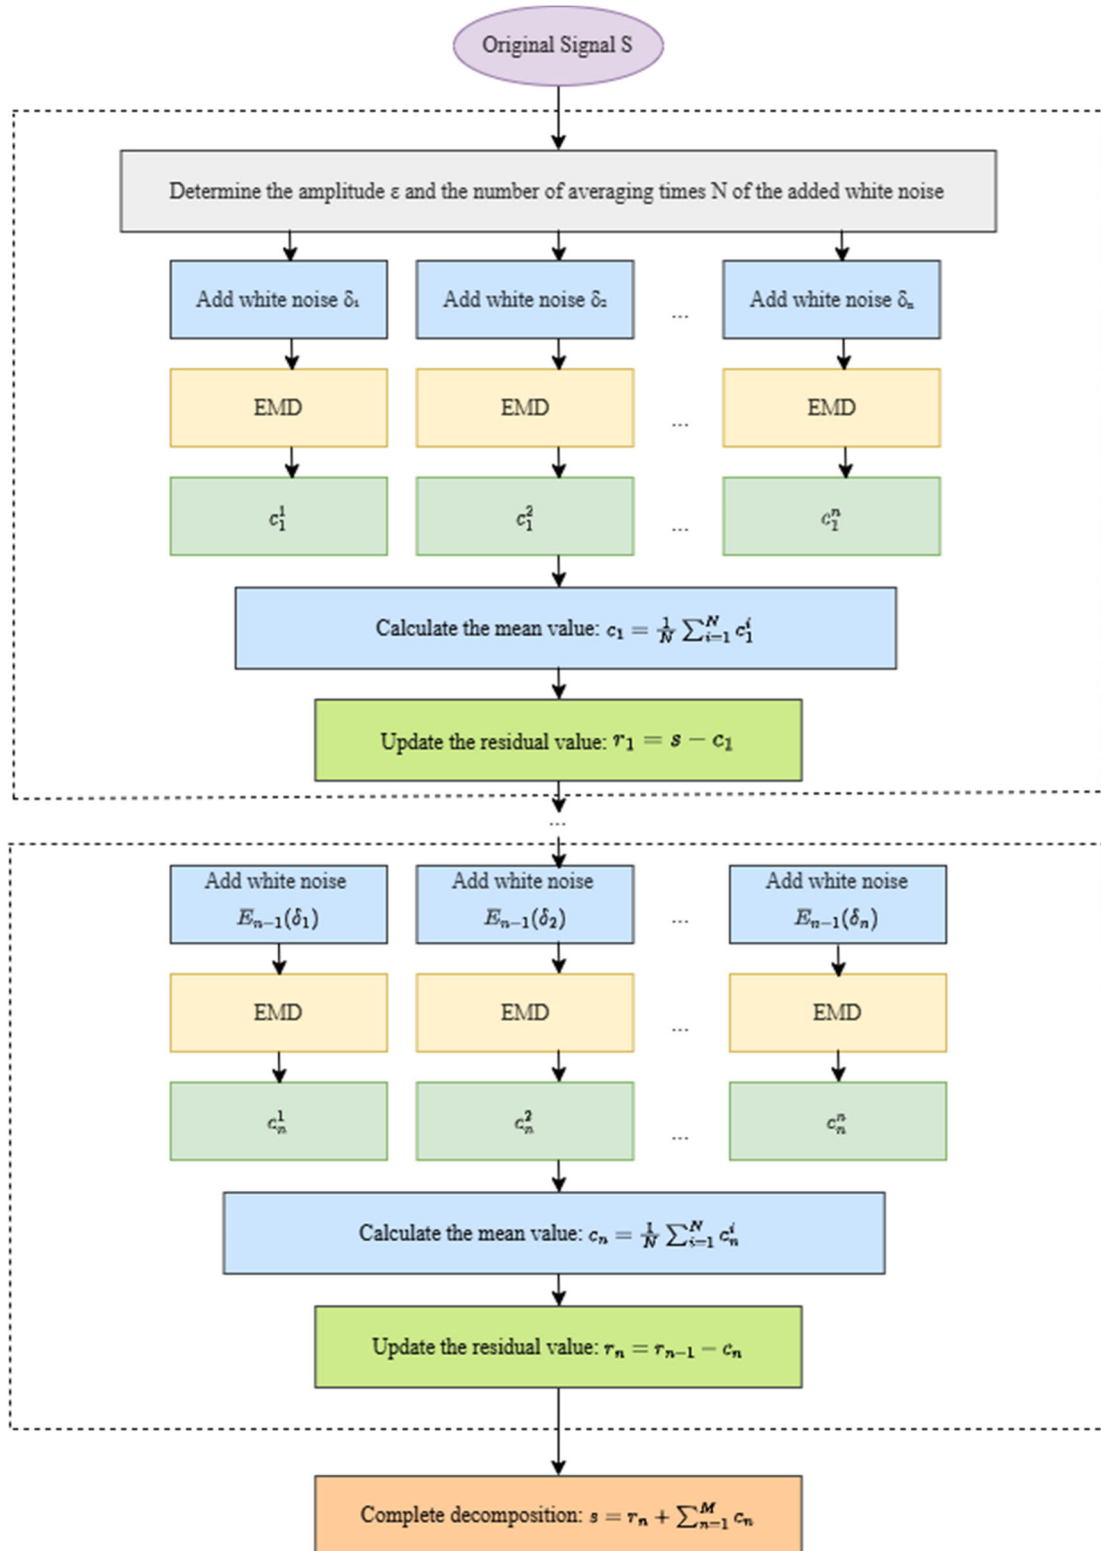 Original Signal S
Determine the amplitude ε and the number of averaging times N of the added white noise
Add white noise δ₁ Add white noise δ₂ ... Add white noise δₙ
EMD EMD ... EMD
c₁¹ c₁² ... c₁ⁿ
Calculate the mean value: c₁ = 1/N ∑ᵢ₌₁ᴺ c₁ⁱ
Update the residual value: r₁ = s − c₁
...
Add white noise Add white noise Add white noise
Eₙ₋₁(δ₁) Eₙ₋₁(δ₂) ... Eₙ₋₁(δₙ)
EMD EMD ... EMD
cₙ¹ cₙ² ... cₙⁿ
Calculate the mean value: cₙ = 1/N ∑ᵢ₌₁ᴺ cₙⁱ
Update the residual value: rₙ = rₙ₋₁ − cₙ
Complete decomposition: s = rₙ + ∑ₙ₌₁ᴹ cₙ